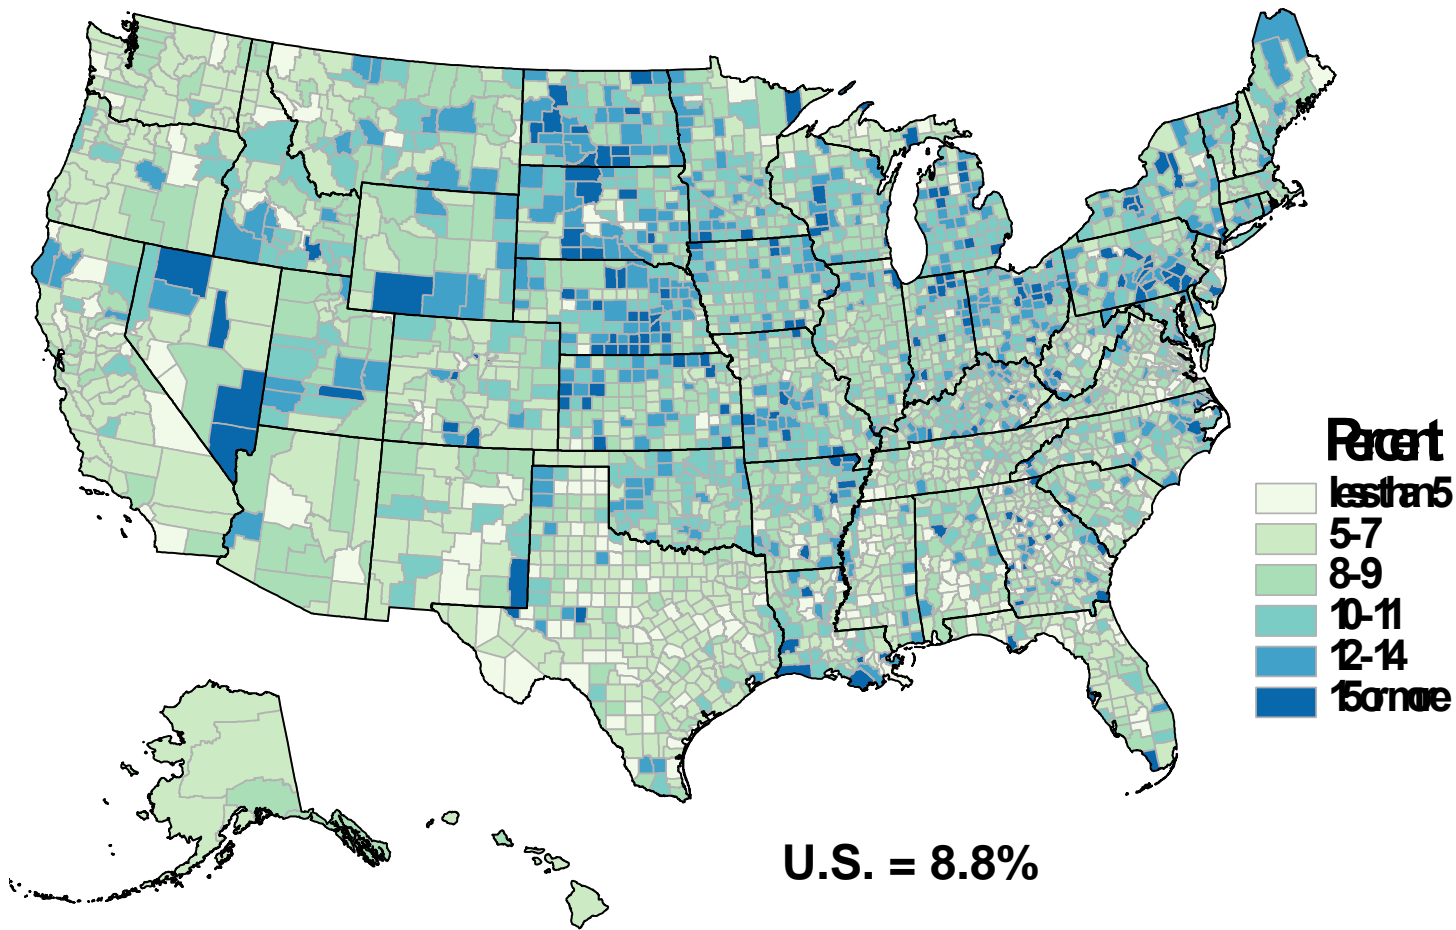 Percent
less than 5
5-7
8-9
10-11
12-14
15 or more
U.S. = 8.8%